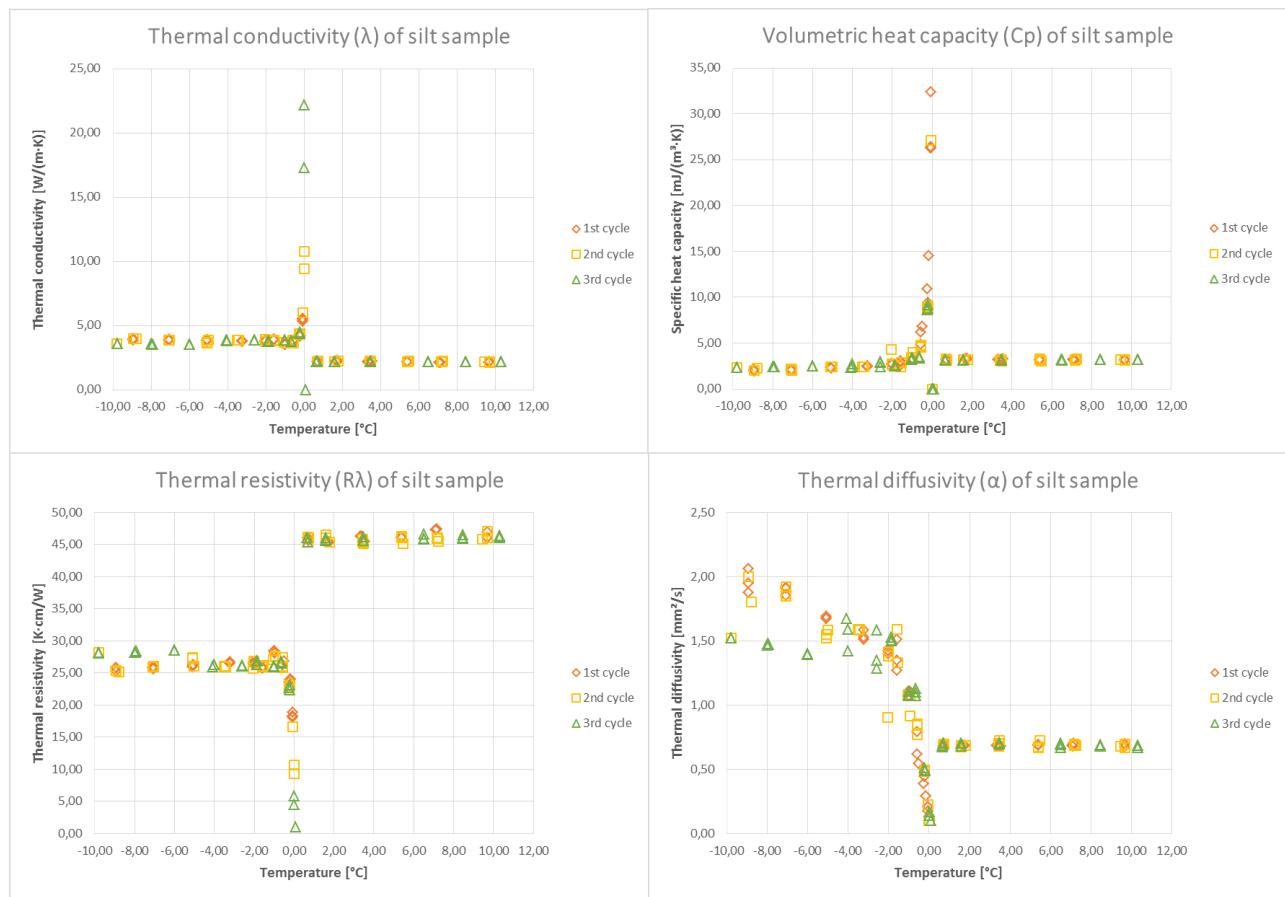 Thermal conductivity (λ) of silt sample
25,00
20,00
15,00
10,00
5,00
0,00
-10,00 -8,00 -6,00 -4,00 -2,00 0,00 2,00 4,00 6,00 8,00 10,00 12,00
Thermal conductivity [W/(m·K)]
Temperature [°C]
1st cycle
2nd cycle
3rd cycle
Volumetric heat capacity (Cp) of silt sample
35,00
30,00
25,00
20,00
15,00
10,00
5,00
0,00
-10,00 -8,00 -6,00 -4,00 -2,00 0,00 2,00 4,00 6,00 8,00 10,00 12,00
Specific heat capacity [mJ/(m³·K)]
Temperature [°C]
1st cycle
2nd cycle
3rd cycle
Thermal resistivity (Rλ) of silt sample
50,00
45,00
40,00
35,00
30,00
25,00
20,00
15,00
10,00
5,00
0,00
-10,00 -8,00 -6,00 -4,00 -2,00 0,00 2,00 4,00 6,00 8,00 10,00 12,00
Thermal resistivity [K·cm/W]
Temperature [°C]
1st cycle
2nd cycle
3rd cycle
Thermal diffusivity (α) of silt sample
2,50
2,00
1,50
1,00
0,50
0,00
-10,00 -8,00 -6,00 -4,00 -2,00 0,00 2,00 4,00 6,00 8,00 10,00 12,00
Thermal diffusivity [mm²/s]
Temperature [°C]
1st cycle
2nd cycle
3rd cycle